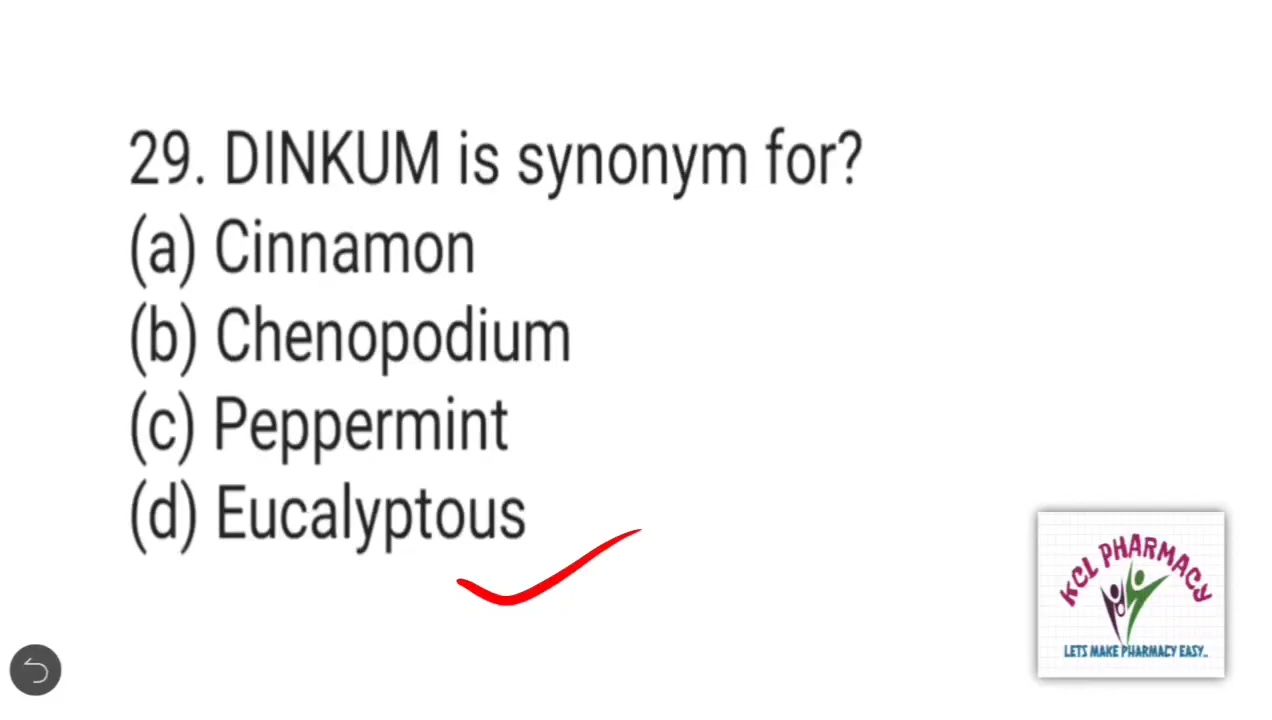 29. DINKUM is synonym for?
(a) Cinnamon
(b) Chenopodium
(c) Peppermint
(d) Eucalyptous
KCL PHARMACY
LETS MAKE PHARMACY EASY..